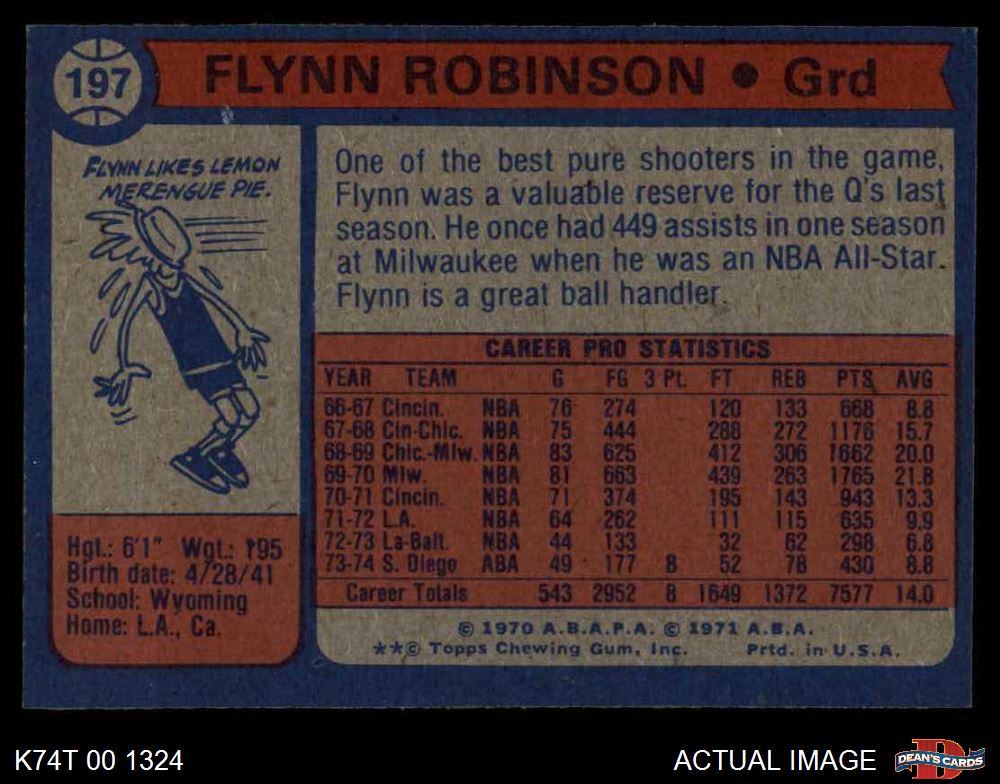 197
FLYNN ROBINSON • Grd
FLYNN LIKES LEMON
MERENGUE PIE.
One of the best pure shooters in the game,
Flynn was a valuable reserve for the Q's last
season. He once had 449 assists in one season
at Milwaukee when he was an NBA All-Star.
Flynn is a great ball handler.
CAREER PRO STATISTICS
YEAR TEAM G FG 3 Pt. FT REB PTS AVG
66-67 Cincin. NBA 76 274 120 133 668 8.8
67-68 Cin-Chic. NBA 75 444 288 272 1176 15.7
68-69 Chic.-Mlw. NBA 83 625 412 306 1662 20.0
69-70 Mlw. NBA 81 663 439 263 1765 21.8
70-71 Cincin. NBA 71 374 195 143 943 13.3
71-72 L.A. NBA 64 262 111 115 635 9.9
72-73 La-Balt. NBA 44 133 32 62 298 6.8
73-74 S. Diego ABA 49 177 8 52 78 430 8.8
Career Totals 543 2952 8 1649 1372 7577 14.0
Hgt.: 6'1" Wgt.: 195
Birth date: 4/28/41
School: Wyoming
Home: L.A., Ca.
© 1970 A.B.A.P.A. © 1971 A.B.A.
**© Topps Chewing Gum, Inc. Prtd. in U.S.A.
K74T 00 1324
ACTUAL IMAGE
DEAN'S CARDS